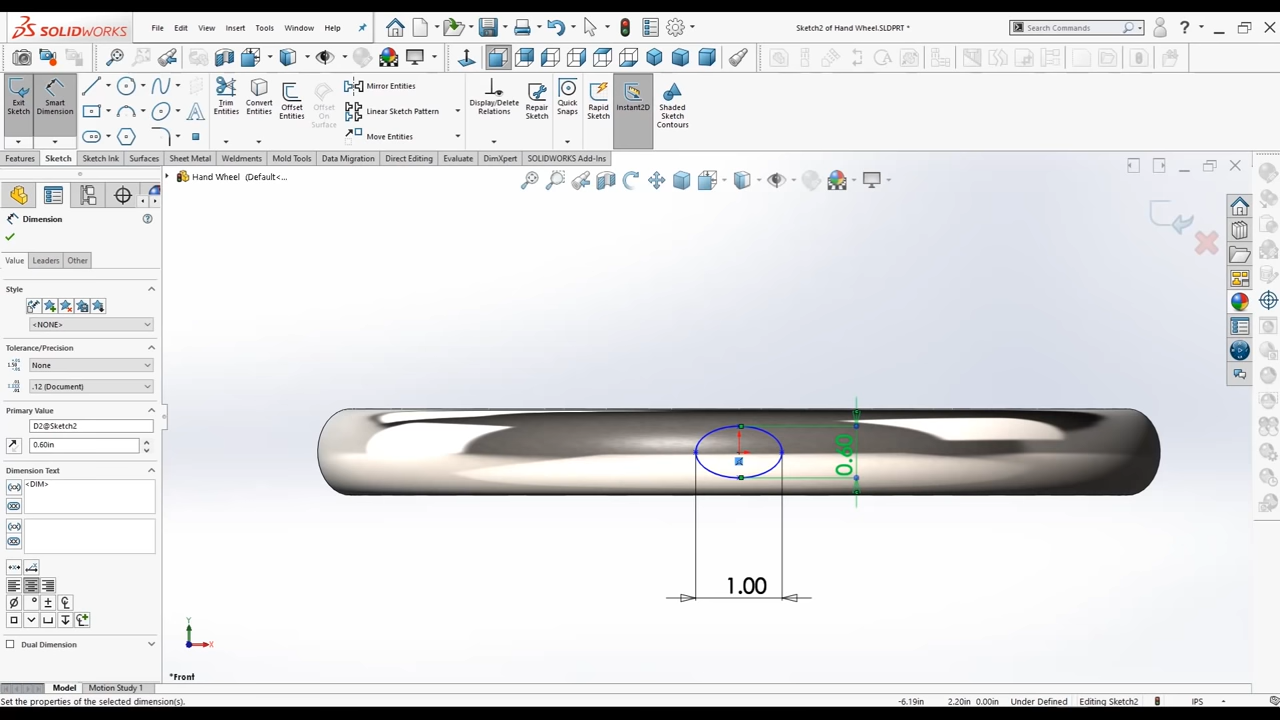 SOLIDWORKS File Edit View Insert Tools Window Help Sketch2 of Hand Wheel.SLDPRT * Search Commands ?
Exit Sketch
Smart Dimension
Trim Entities
Convert Entities
Offset Entities
Offset On Surface
Mirror Entities
Linear Sketch Pattern
Move Entities
Display/Delete Relations
Repair Sketch
Quick Snaps
Rapid Sketch
Instant2D
Shaded Sketch Contours
Features Sketch Sketch Ink Surfaces Sheet Metal Weldments Mold Tools Data Migration Direct Editing Evaluate DimXpert SOLIDWORKS Add-Ins
Hand Wheel (Default<...
Dimension
Value Leaders Other
Style
<NONE>
Tolerance/Precision
None
.12 (Document)
Primary Value
D2@Sketch2
0.60in
Dimension Text
<DIM>
Dual Dimension
0.60
1.00
Y
X
*Front
Model Motion Study 1
Set the properties of the selected dimension(s). -6.19in 2.20in 0.00in Under Defined Editing Sketch2 IPS